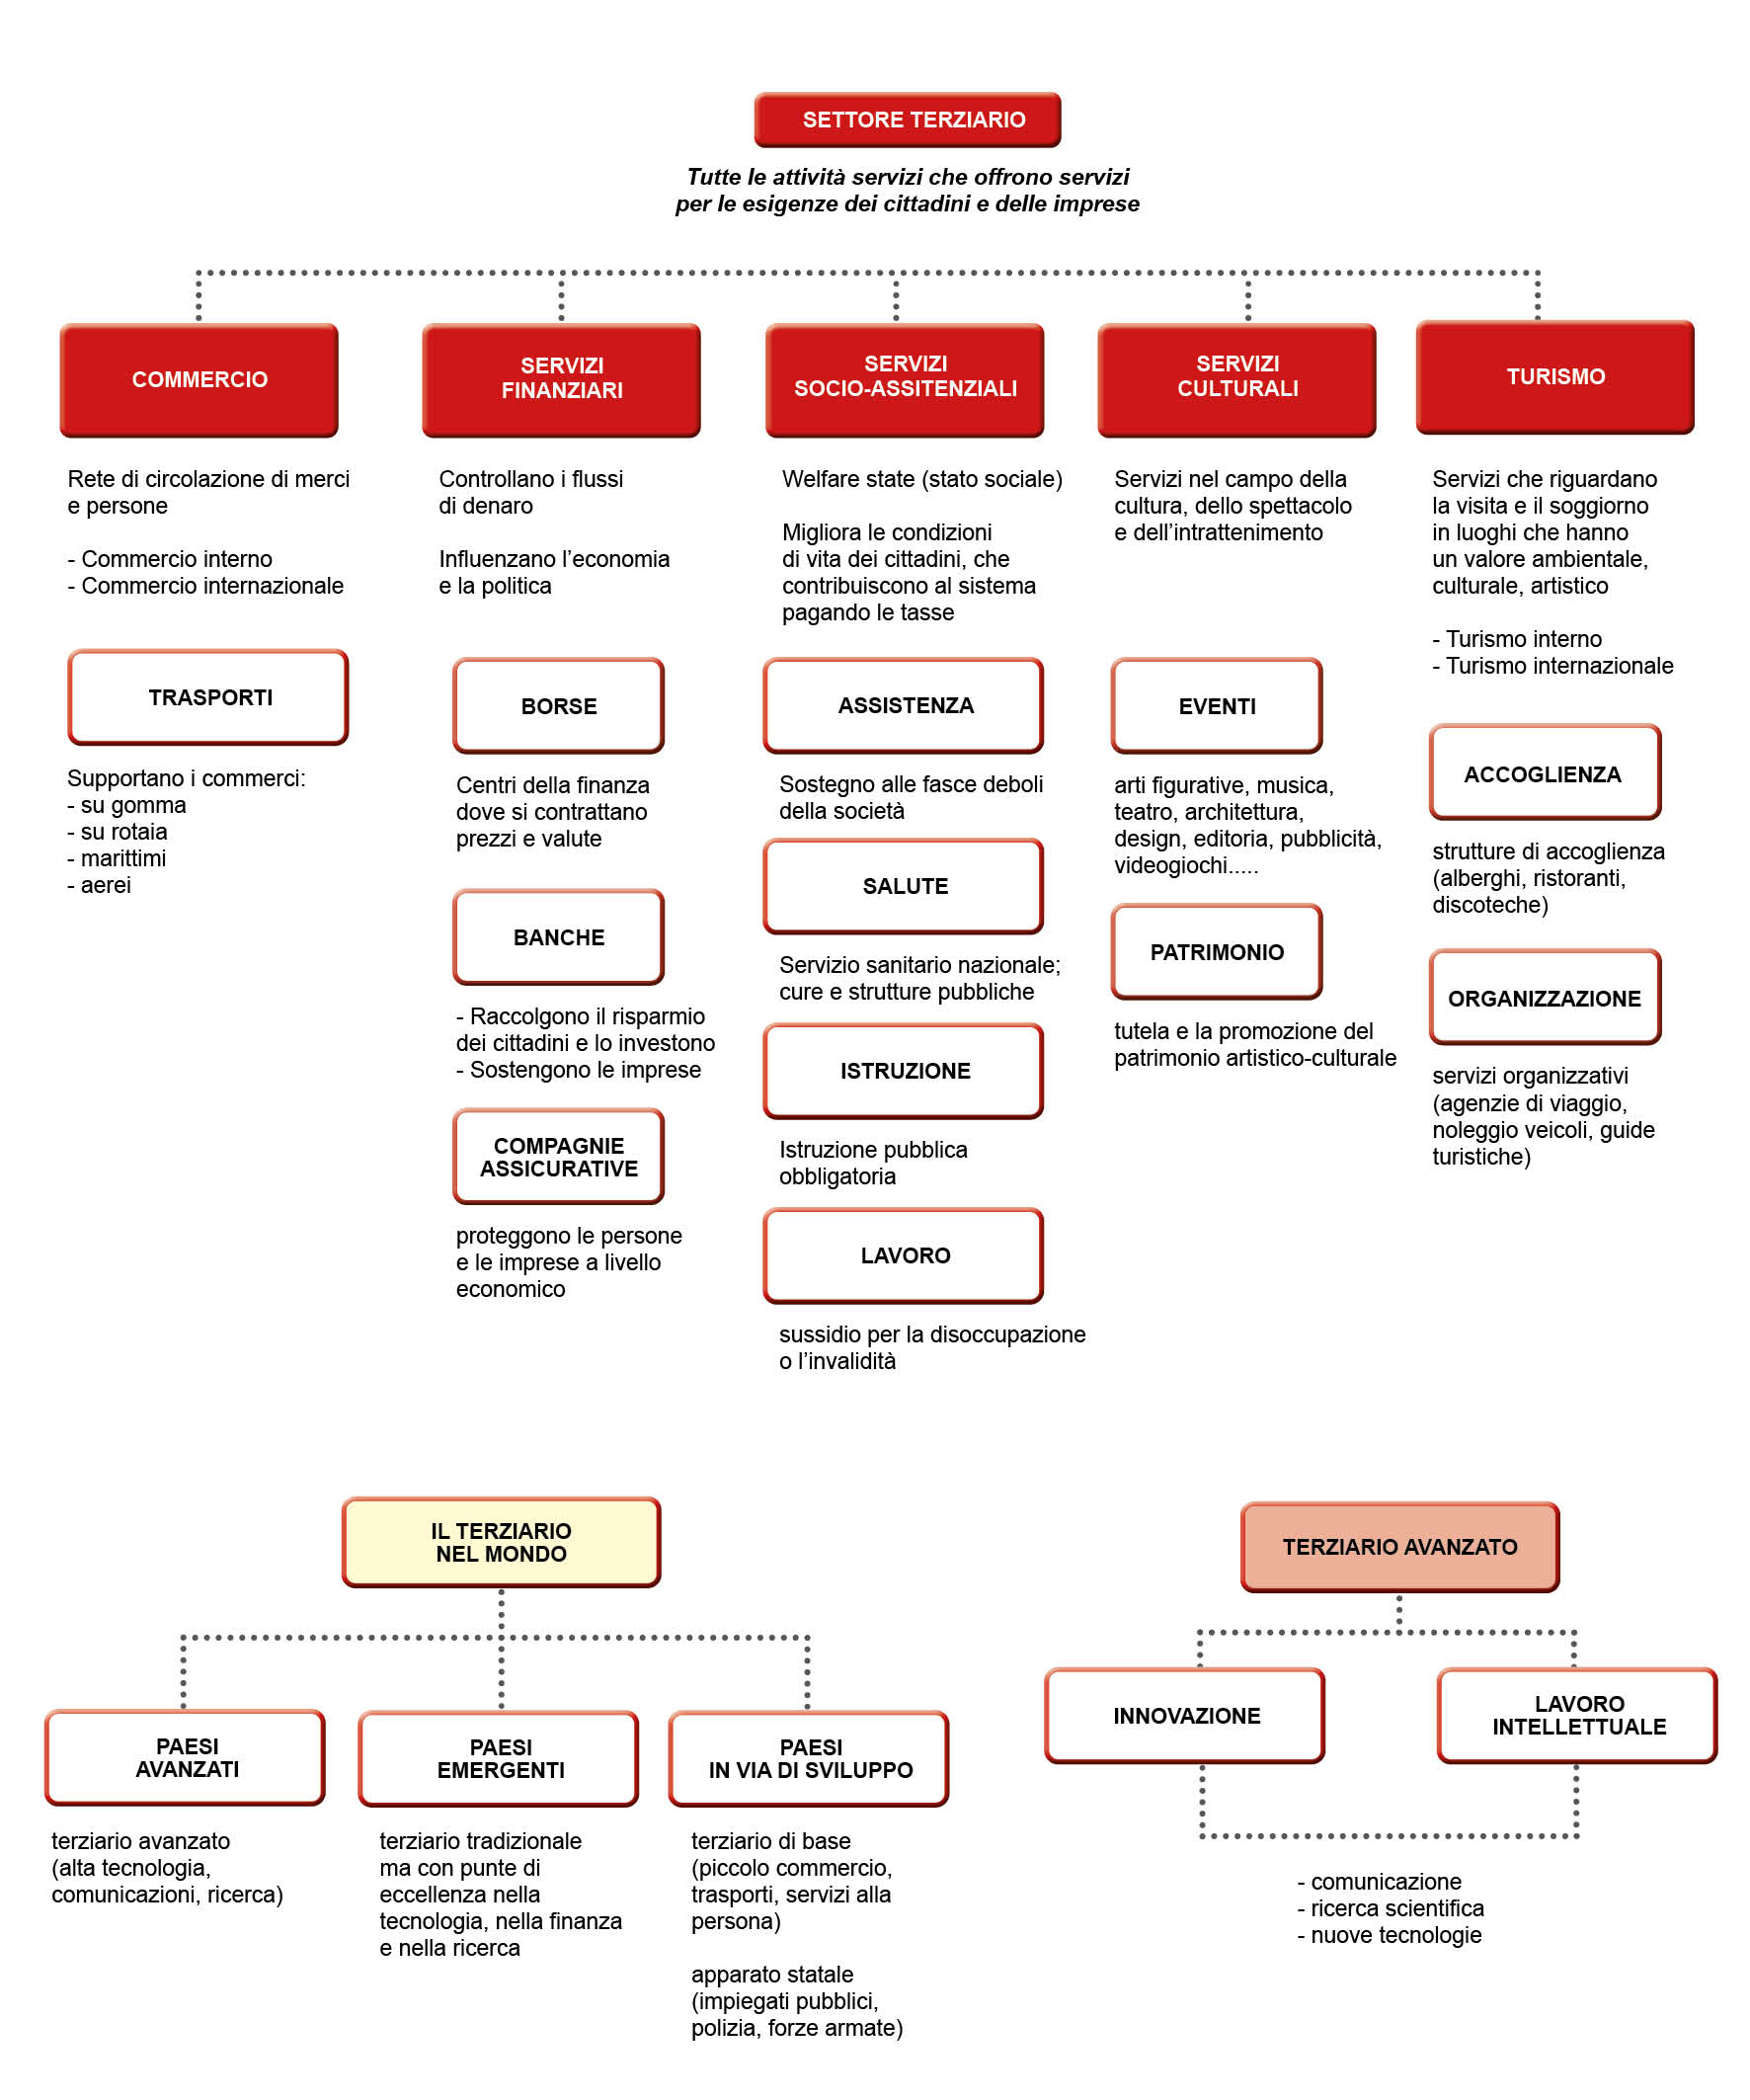 SETTORE TERZIARIO
Tutte le attività servizi che offrono servizi
per le esigenze dei cittadini e delle imprese
COMMERCIO
Rete di circolazione di merci
e persone
- Commercio interno
- Commercio internazionale
TRASPORTI
Supportano i commerci:
- su gomma
- su rotaia
- marittimi
- aerei
SERVIZI
FINANZIARI
Controllano i flussi
di denaro
Influenzano l’economia
e la politica
BORSE
Centri della finanza
dove si contrattano
prezzi e valute
BANCHE
- Raccolgono il risparmio
dei cittadini e lo investono
- Sostengono le imprese
COMPAGNIE
ASSICURATIVE
proteggono le persone
e le imprese a livello
economico
SERVIZI
SOCIO-ASSITENZIALI
Welfare state (stato sociale)
Migliora le condizioni
di vita dei cittadini, che
contribuiscono al sistema
pagando le tasse
ASSISTENZA
Sostegno alle fasce deboli
della società
SALUTE
Servizio sanitario nazionale;
cure e strutture pubbliche
ISTRUZIONE
Istruzione pubblica
obbligatoria
LAVORO
sussidio per la disoccupazione
o l’invalidità
SERVIZI
CULTURALI
Servizi nel campo della
cultura, dello spettacolo
e dell’intrattenimento
EVENTI
arti figurative, musica,
teatro, architettura,
design, editoria, pubblicità,
videogiochi.....
PATRIMONIO
tutela e la promozione del
patrimonio artistico-culturale
TURISMO
Servizi che riguardano
la visita e il soggiorno
in luoghi che hanno
un valore ambientale,
culturale, artistico
- Turismo interno
- Turismo internazionale
ACCOGLIENZA
strutture di accoglienza
(alberghi, ristoranti,
discoteche)
ORGANIZZAZIONE
servizi organizzativi
(agenzie di viaggio,
noleggio veicoli, guide
turistiche)
IL TERZIARIO
NEL MONDO
PAESI
AVANZATI
terziario avanzato
(alta tecnologia,
comunicazioni, ricerca)
PAESI
EMERGENTI
terziario tradizionale
ma con punte di
eccellenza nella
tecnologia, nella finanza
e nella ricerca
PAESI
IN VIA DI SVILUPPO
terziario di base
(piccolo commercio,
trasporti, servizi alla
persona)
apparato statale
(impiegati pubblici,
polizia, forze armate)
TERZIARIO AVANZATO
INNOVAZIONE
LAVORO
INTELLETTUALE
- comunicazione
- ricerca scientifica
- nuove tecnologie